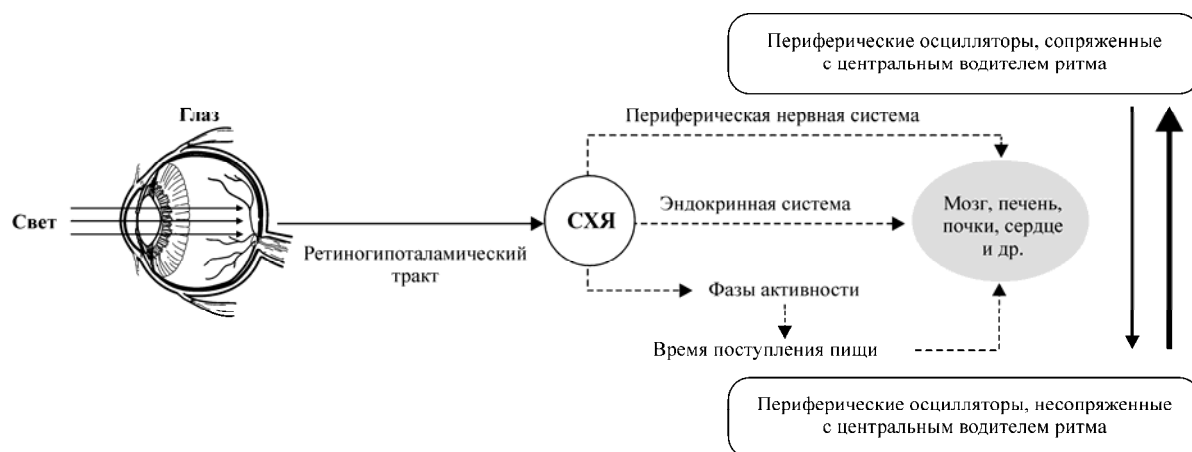 Периферические осцилляторы, сопряженные
с центральным водителем ритма
Глаз
Периферическая нервная система
Свет
СХЯ
Эндокринная система
Мозг, печень,
почки, сердце
и др.
Ретиногипоталамический
тракт
Фазы активности
Время поступления пищи
Периферические осцилляторы, несопряженные
с центральным водителем ритма